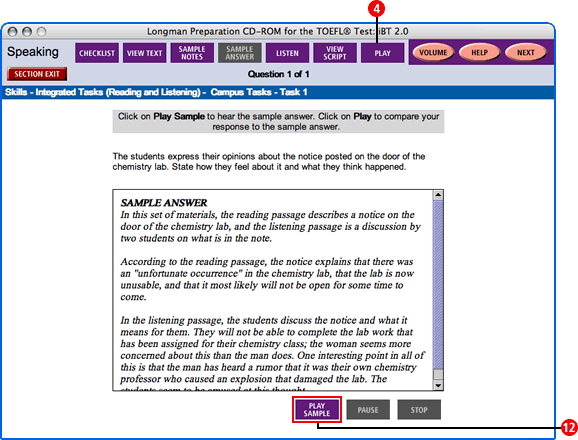 4
Longman Preparation CD-ROM for the TOEFL® Test: iBT 2.0
Speaking
CHECKLIST
VIEW TEXT
SAMPLE
NOTES
SAMPLE
ANSWER
LISTEN
VIEW
SCRIPT
PLAY
VOLUME
HELP
NEXT
SECTION EXIT
Question 1 of 1
Skills - Integrated Tasks (Reading and Listening) - Campus Tasks - Task 1
Click on Play Sample to hear the sample answer. Click on Play to compare your
response to the sample answer.
The students express their opinions about the notice posted on the door of the
chemistry lab. State how they feel about it and what they think happened.
SAMPLE ANSWER
In this set of materials, the reading passage describes a notice on the
door of the chemistry lab, and the listening passage is a discussion by
two students on what is in the note.
According to the reading passage, the notice explains that there was
an "unfortunate occurrence" in the chemistry lab, that the lab is now
unusable, and that it most likely will not be open for some time to
come.
In the listening passage, the students discuss the notice and what it
means for them. They will not be able to complete the lab work that
has been assigned for their chemistry class; the woman seems more
concerned about this than the man does. One interesting point in all of
this is that the man has heard a rumor that it was their own chemistry
professor who caused an explosion that damaged the lab. The
students seem to be amused at this thought.
PLAY
SAMPLE
PAUSE
STOP
12